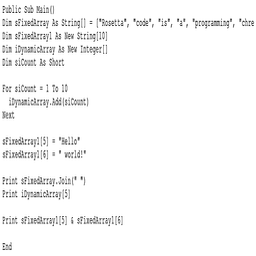 Public Sub Main()
Dim sFixedArray As String[] = ["Rosetta", "code", "is", "a", "programming", "chre
Dim sFixedArray1 As New String[10]
Dim iDynamicArray As New Integer[]
Dim siCount As Short
For siCount = 1 To 10
iDynamicArray.Add(siCount)
Next
sFixedArray1[5] = "Hello"
sFixedArray1[6] = " world!"
Print sFixedArray.Join(" ")
Print iDynamicArray[5]
Print sFixedArray1[5] & sFixedArray1[6]
End